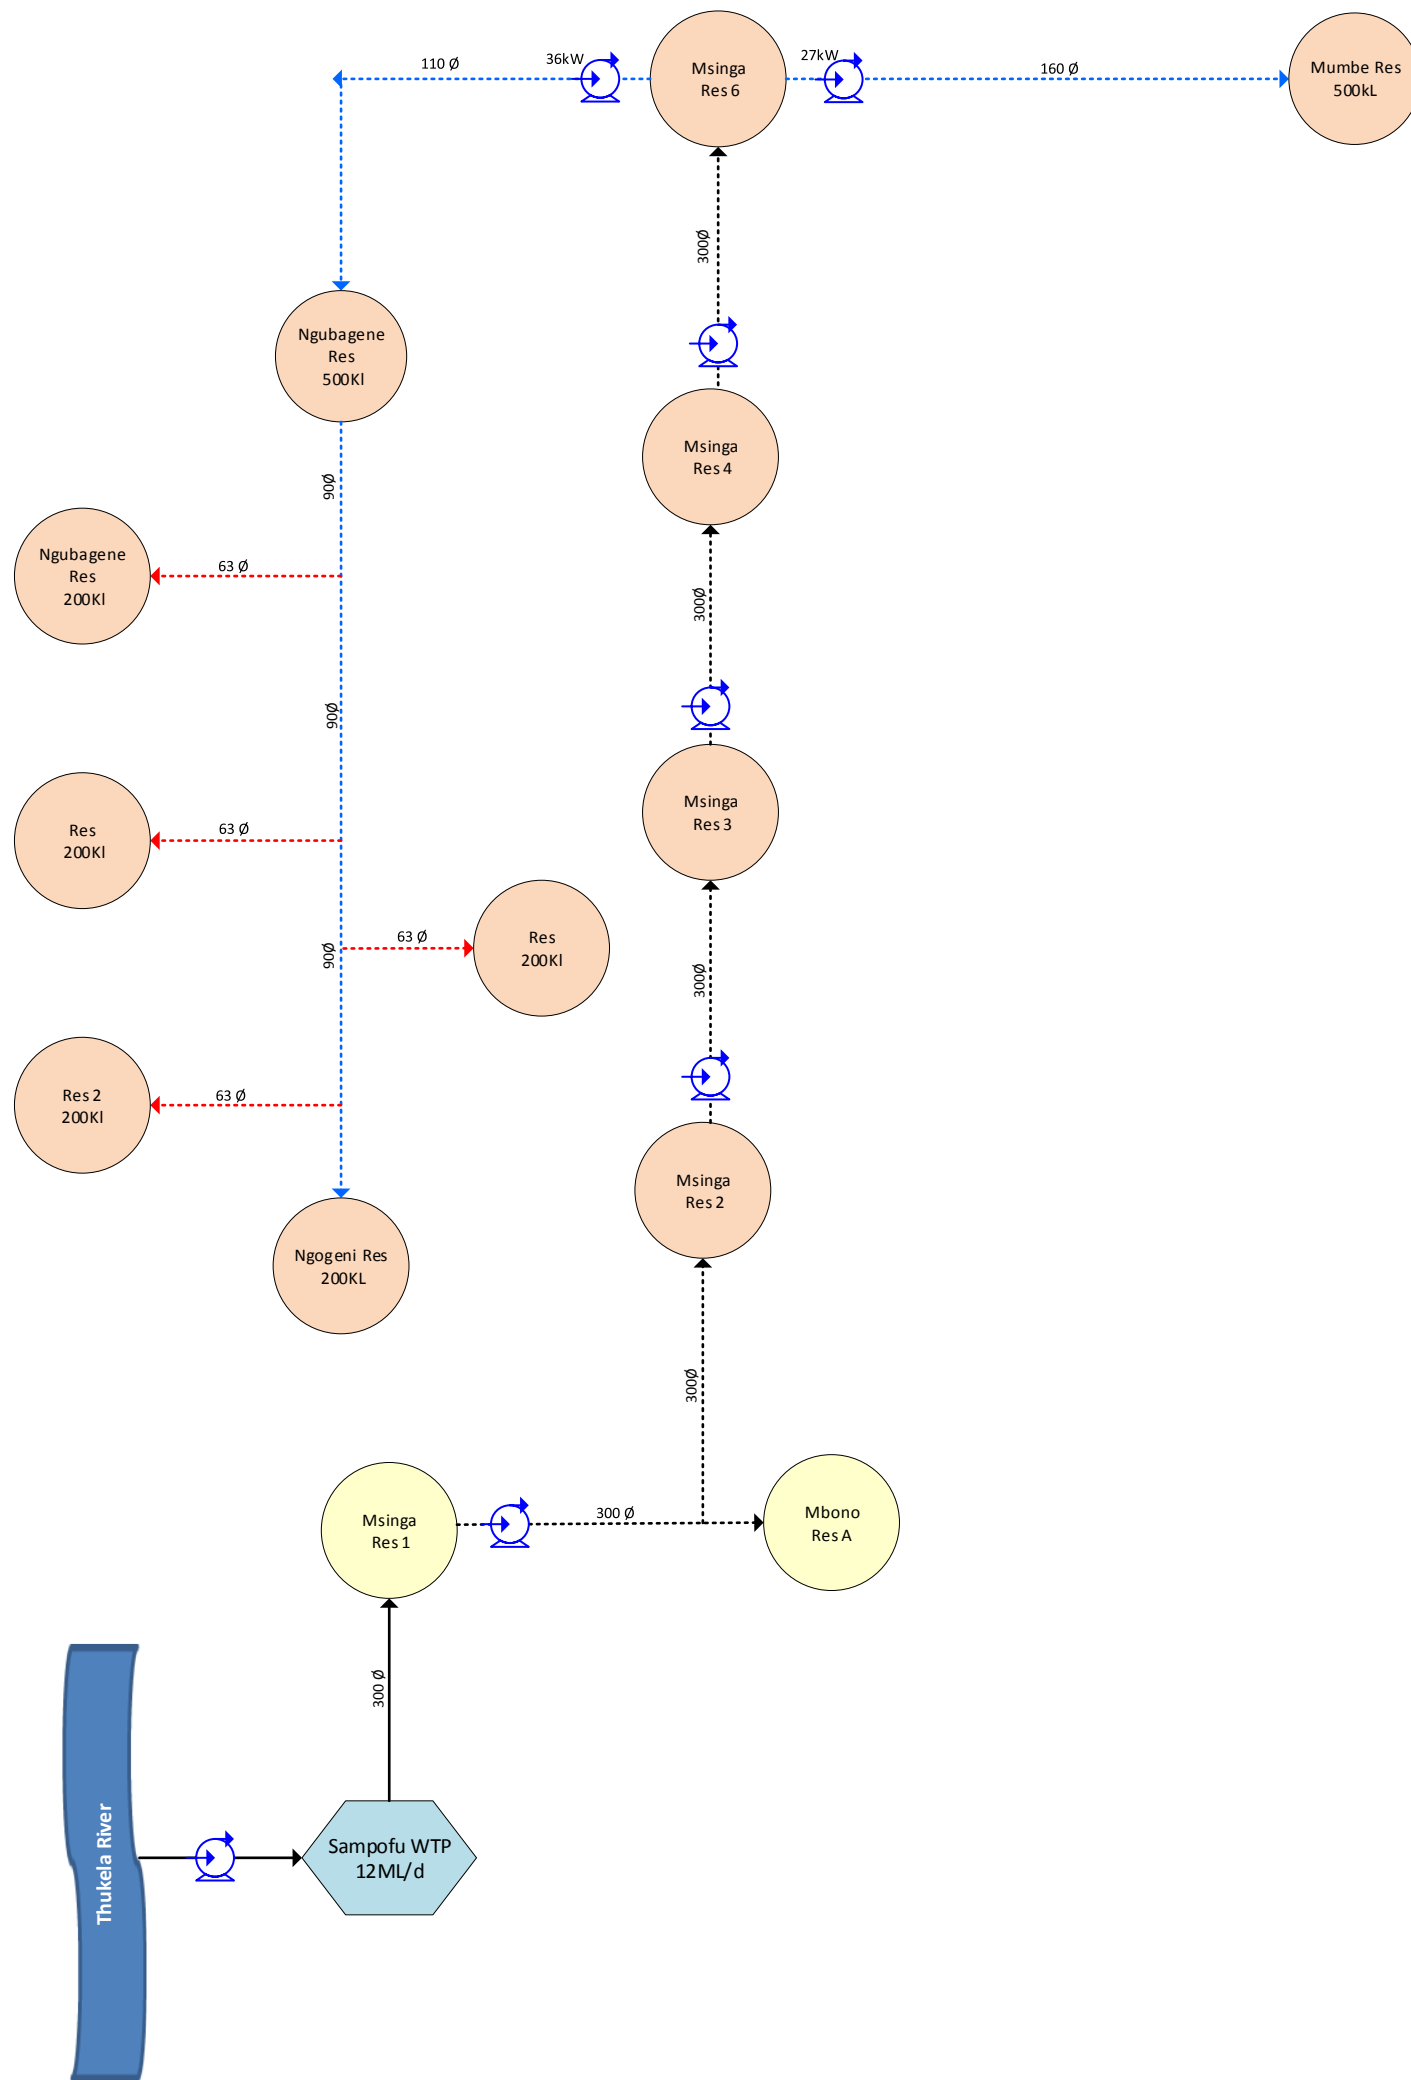 110 Ø
36kW
Msinga
Res 6
27kW
160 Ø
Mumbe Res
500kL
300Ø
Ngubagene
Res
500Kl
Msinga
Res 4
90Ø
Ngubagene
Res
200Kl
63 Ø
300Ø
90Ø
Msinga
Res 3
Res
200Kl
63 Ø
90Ø
63 Ø
Res
200Kl
300Ø
Res 2
200Kl
63 Ø
Msinga
Res 2
Ngogeni Res
200KL
300Ø
Msinga
Res 1
300 Ø
Mbono
Res A
300 Ø
Thukela River
Sampofu WTP
12ML/d